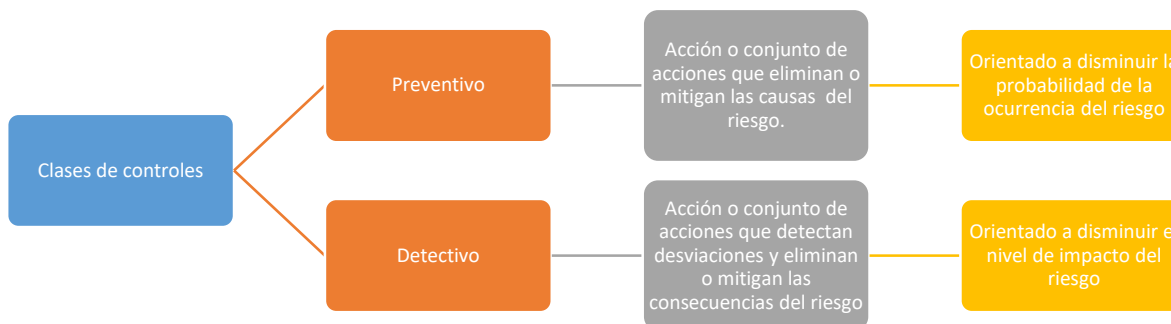 Clases de controles
Preventivo
Acción o conjunto de
acciones que eliminan o
mitigan las causas del
riesgo.
Orientado a disminuir la
probabilidad de la
ocurrencia del riesgo
Detectivo
Acción o conjunto de
acciones que detectan
desviaciones y eliminan
o mitigan las
consecuencias del riesgo
Orientado a disminuir el
nivel de impacto del
riesgo